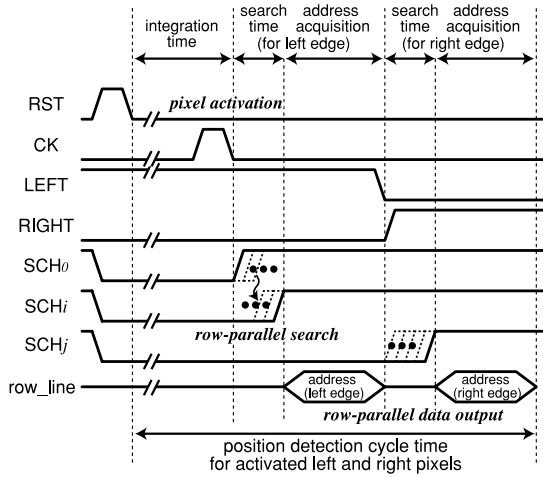 integration time
search time (for left edge)
address acquisition
search time (for right edge)
address acquisition
RST
pixel activation
CK
LEFT
RIGHT
SCH0
SCHi
row-parallel search
SCHj
row_line
address (left edge)
address (right edge)
row-parallel data output
position detection cycle time
for activated left and right pixels